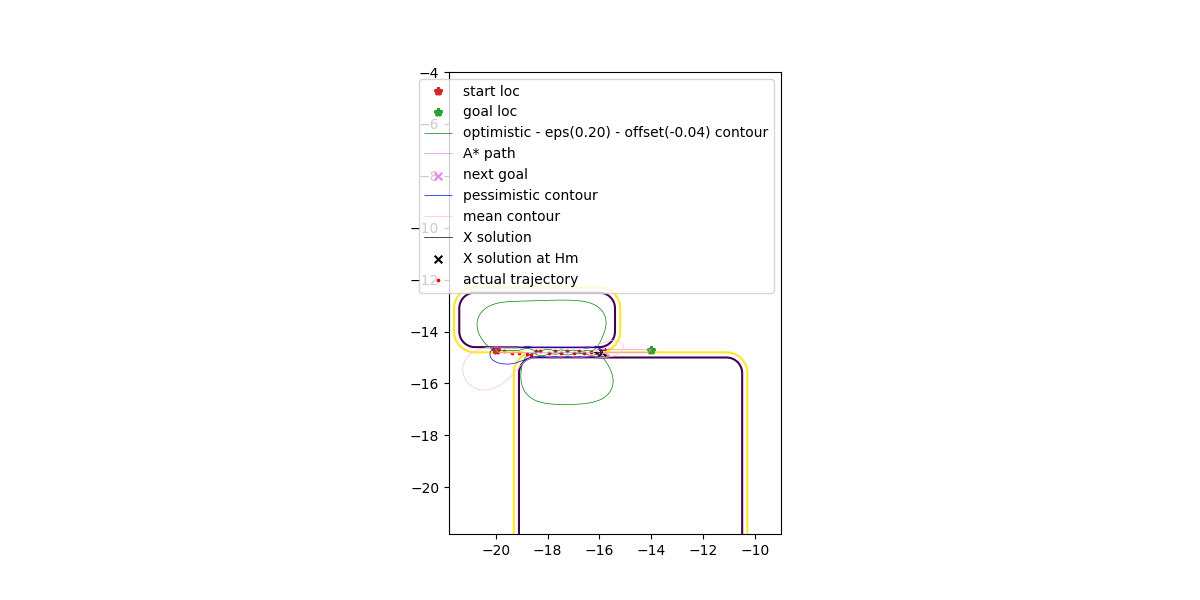 −4
start loc
goal loc
−6
optimistic - eps(0.20) - offset(-0.04) contour
A* path
next goal
−8
pessimistic contour
mean contour
−10
X solution
X solution at Hm
actual trajectory
−12
−14
−16
−18
−20
−20 −18 −16 −14 −12 −10